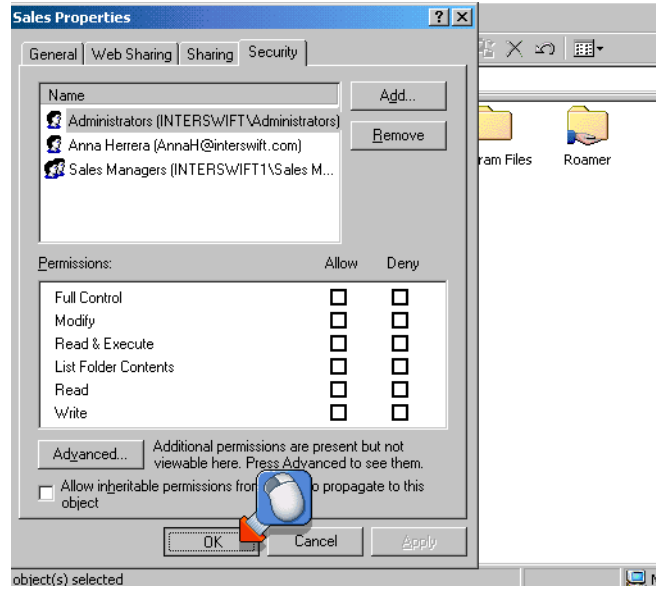 Sales Properties
General Web Sharing Sharing Security
Name
Administrators (INTERSWIFT\Administrators)
Anna Herrera (AnnaH@interswift.com)
Sales Managers (INTERSWIFT1\Sales M...
Add...
Remove
Permissions: Allow Deny
Full Control
Modify
Read & Execute
List Folder Contents
Read
Write
Advanced...
Additional permissions are present but not
viewable here. Press Advanced to see them.
Allow inheritable permissions to propagate to this
object
OK Cancel Apply
ram Files Roamer
object(s) selected